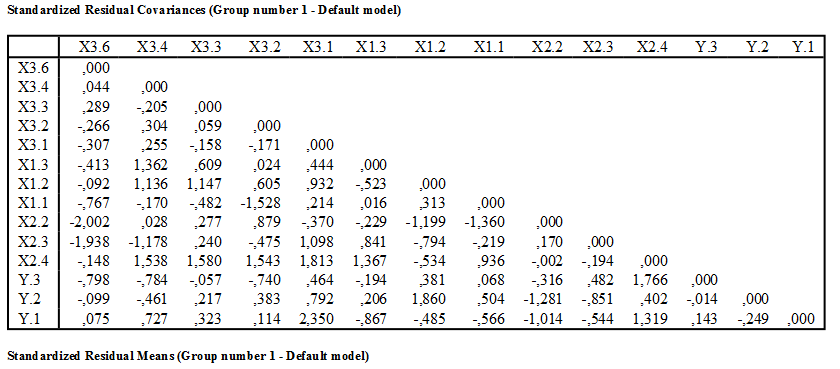 Standardized Residual Covariances (Group number 1 - Default model)
X3.6 X3.4 X3.3 X3.2 X3.1 X1.3 X1.2 X1.1 X2.2 X2.3 X2.4 Y.3 Y.2 Y.1
X3.6 ,000
X3.4 ,044 ,000
X3.3 ,289 -,205 ,000
X3.2 -,266 ,304 ,059 ,000
X3.1 -,307 ,255 -,158 -,171 ,000
X1.3 -,413 1,362 ,609 ,024 ,444 ,000
X1.2 -,092 1,136 1,147 ,605 ,932 -,523 ,000
X1.1 -,767 -,170 -,482 -1,528 ,214 ,016 ,313 ,000
X2.2 -2,002 ,028 ,277 ,879 -,370 -,229 -1,199 -1,360 ,000
X2.3 -1,938 -1,178 ,240 -,475 1,098 ,841 -,794 -,219 ,170 ,000
X2.4 -,148 1,538 1,580 1,543 1,813 1,367 -,534 ,936 -,002 -,194 ,000
Y.3 -,798 -,784 -,057 -,740 ,464 -,194 ,381 ,068 -,316 ,482 1,766 ,000
Y.2 -,099 -,461 ,217 ,383 ,792 ,206 1,860 ,504 -1,281 -,851 ,402 -,014 ,000
Y.1 ,075 ,727 ,323 ,114 2,350 -,867 -,485 -,566 -1,014 -,544 1,319 ,143 -,249 ,000
Standardized Residual Means (Group number 1 - Default model)